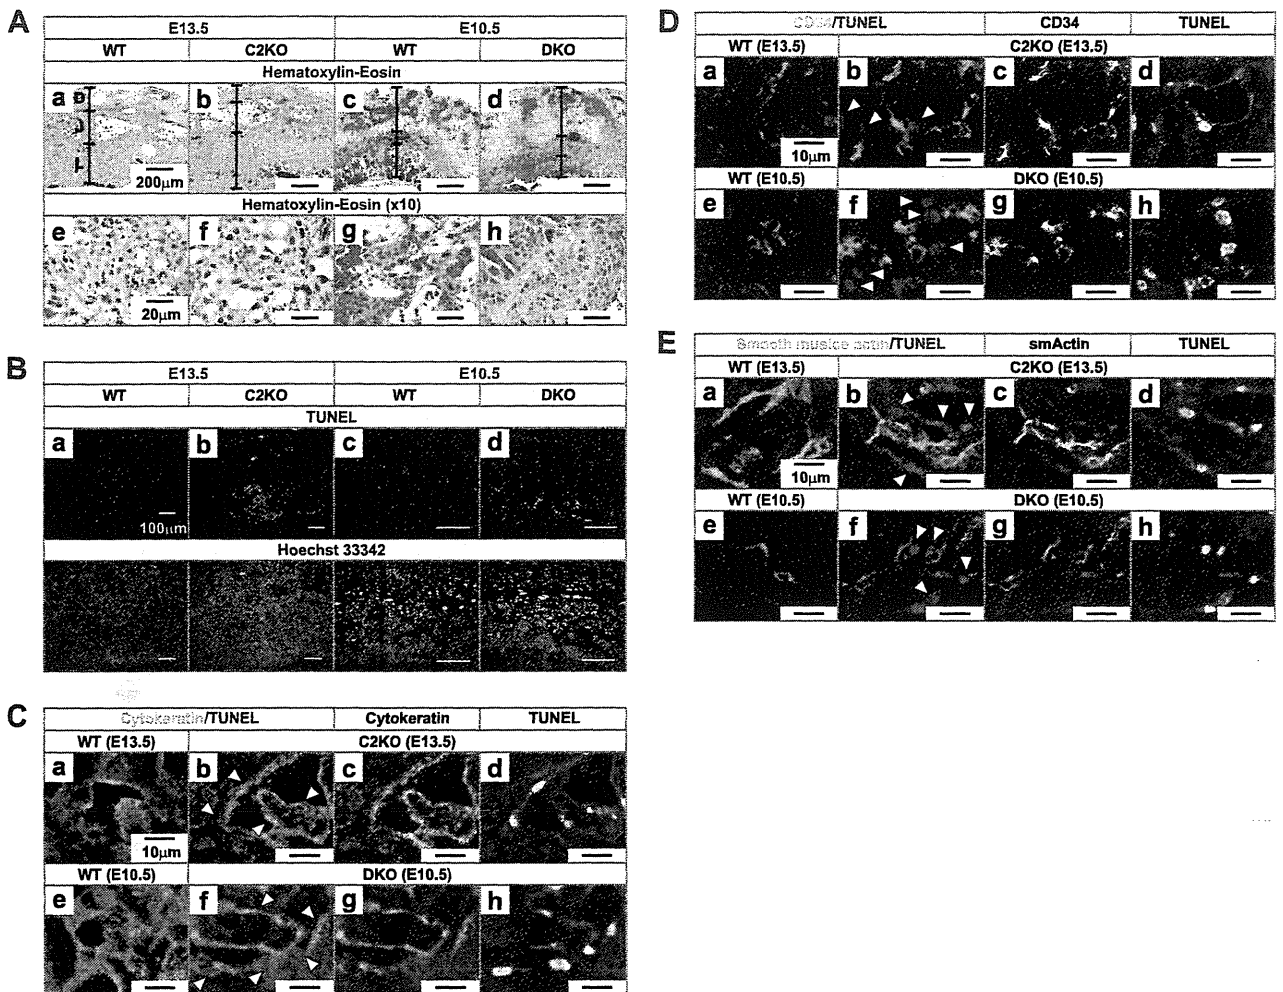 A
E13.5 E10.5
WT C2KO WT DKO
Hematoxylin-Eosin
a b c d
D
J
L
200μm
Hematoxylin-Eosin (x10)
e f g h
20μm
B
E13.5 E10.5
WT C2KO WT DKO
TUNEL
a b c d
100μm
Hoechst 33342
C
Cytokeratin/TUNEL Cytokeratin TUNEL
WT (E13.5) C2KO (E13.5)
a b c d
10μm
WT (E10.5) DKO (E10.5)
e f g h
D
CD34/TUNEL CD34 TUNEL
WT (E13.5) C2KO (E13.5)
a b c d
10μm
WT (E10.5) DKO (E10.5)
e f g h
E
Smooth muslce actin/TUNEL smActin TUNEL
WT (E13.5) C2KO (E13.5)
a b c d
10μm
WT (E10.5) DKO (E10.5)
e f g h